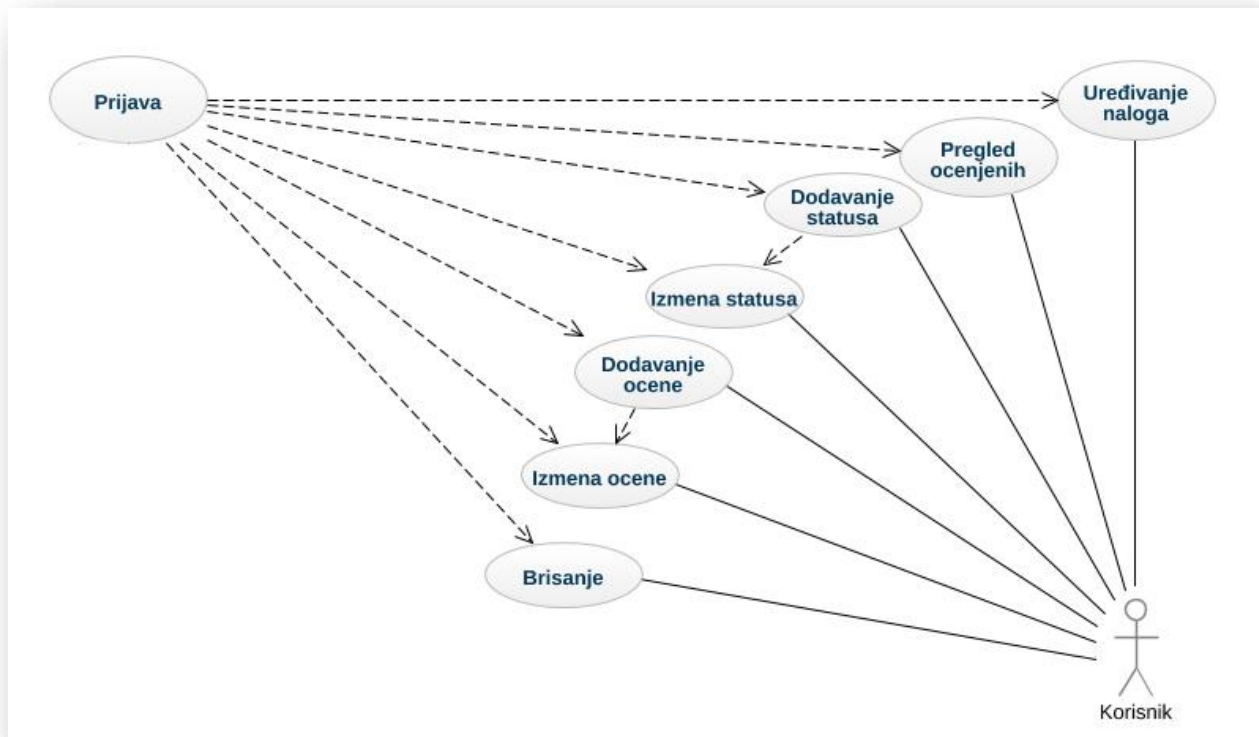 Prijava
Uređivanje
naloga
Pregled
ocenjenih
Dodavanje
statusa
Izmena statusa
Dodavanje
ocene
Izmena ocene
Brisanje
Korisnik